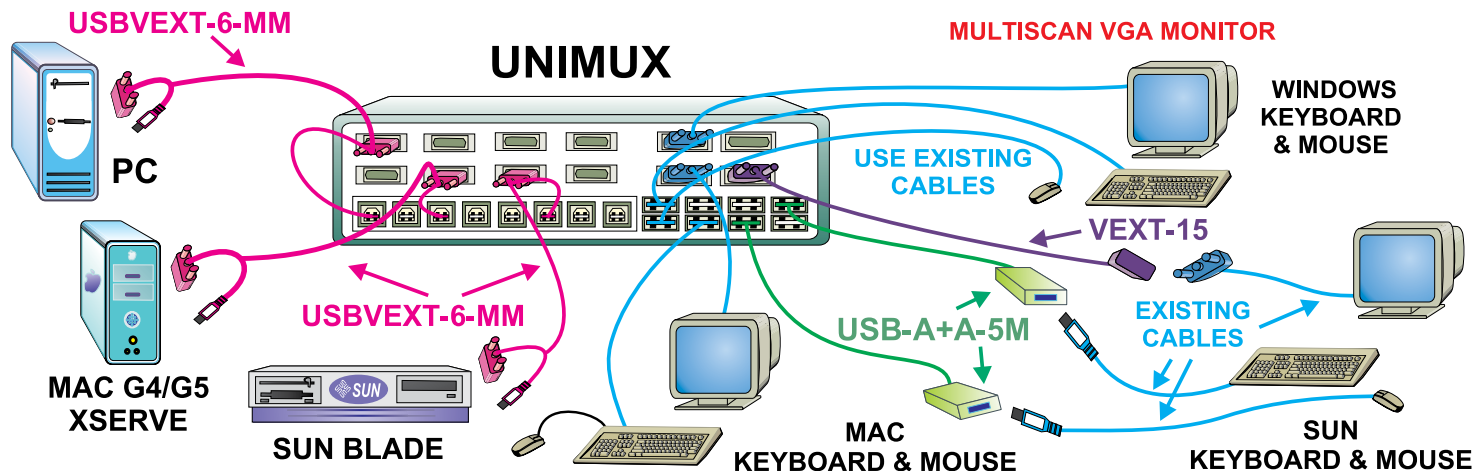 USBVEXT-6-MM
UNIMUX
MULTISCAN VGA MONITOR
WINDOWS
KEYBOARD
& MOUSE
PC
USE EXISTING
CABLES
VEXT-15
USBVEXT-6-MM
USB-A+A-5M
EXISTING
CABLES
MAC G4/G5
XSERVE
SUN
SUN BLADE
MAC
KEYBOARD & MOUSE
SUN
KEYBOARD & MOUSE